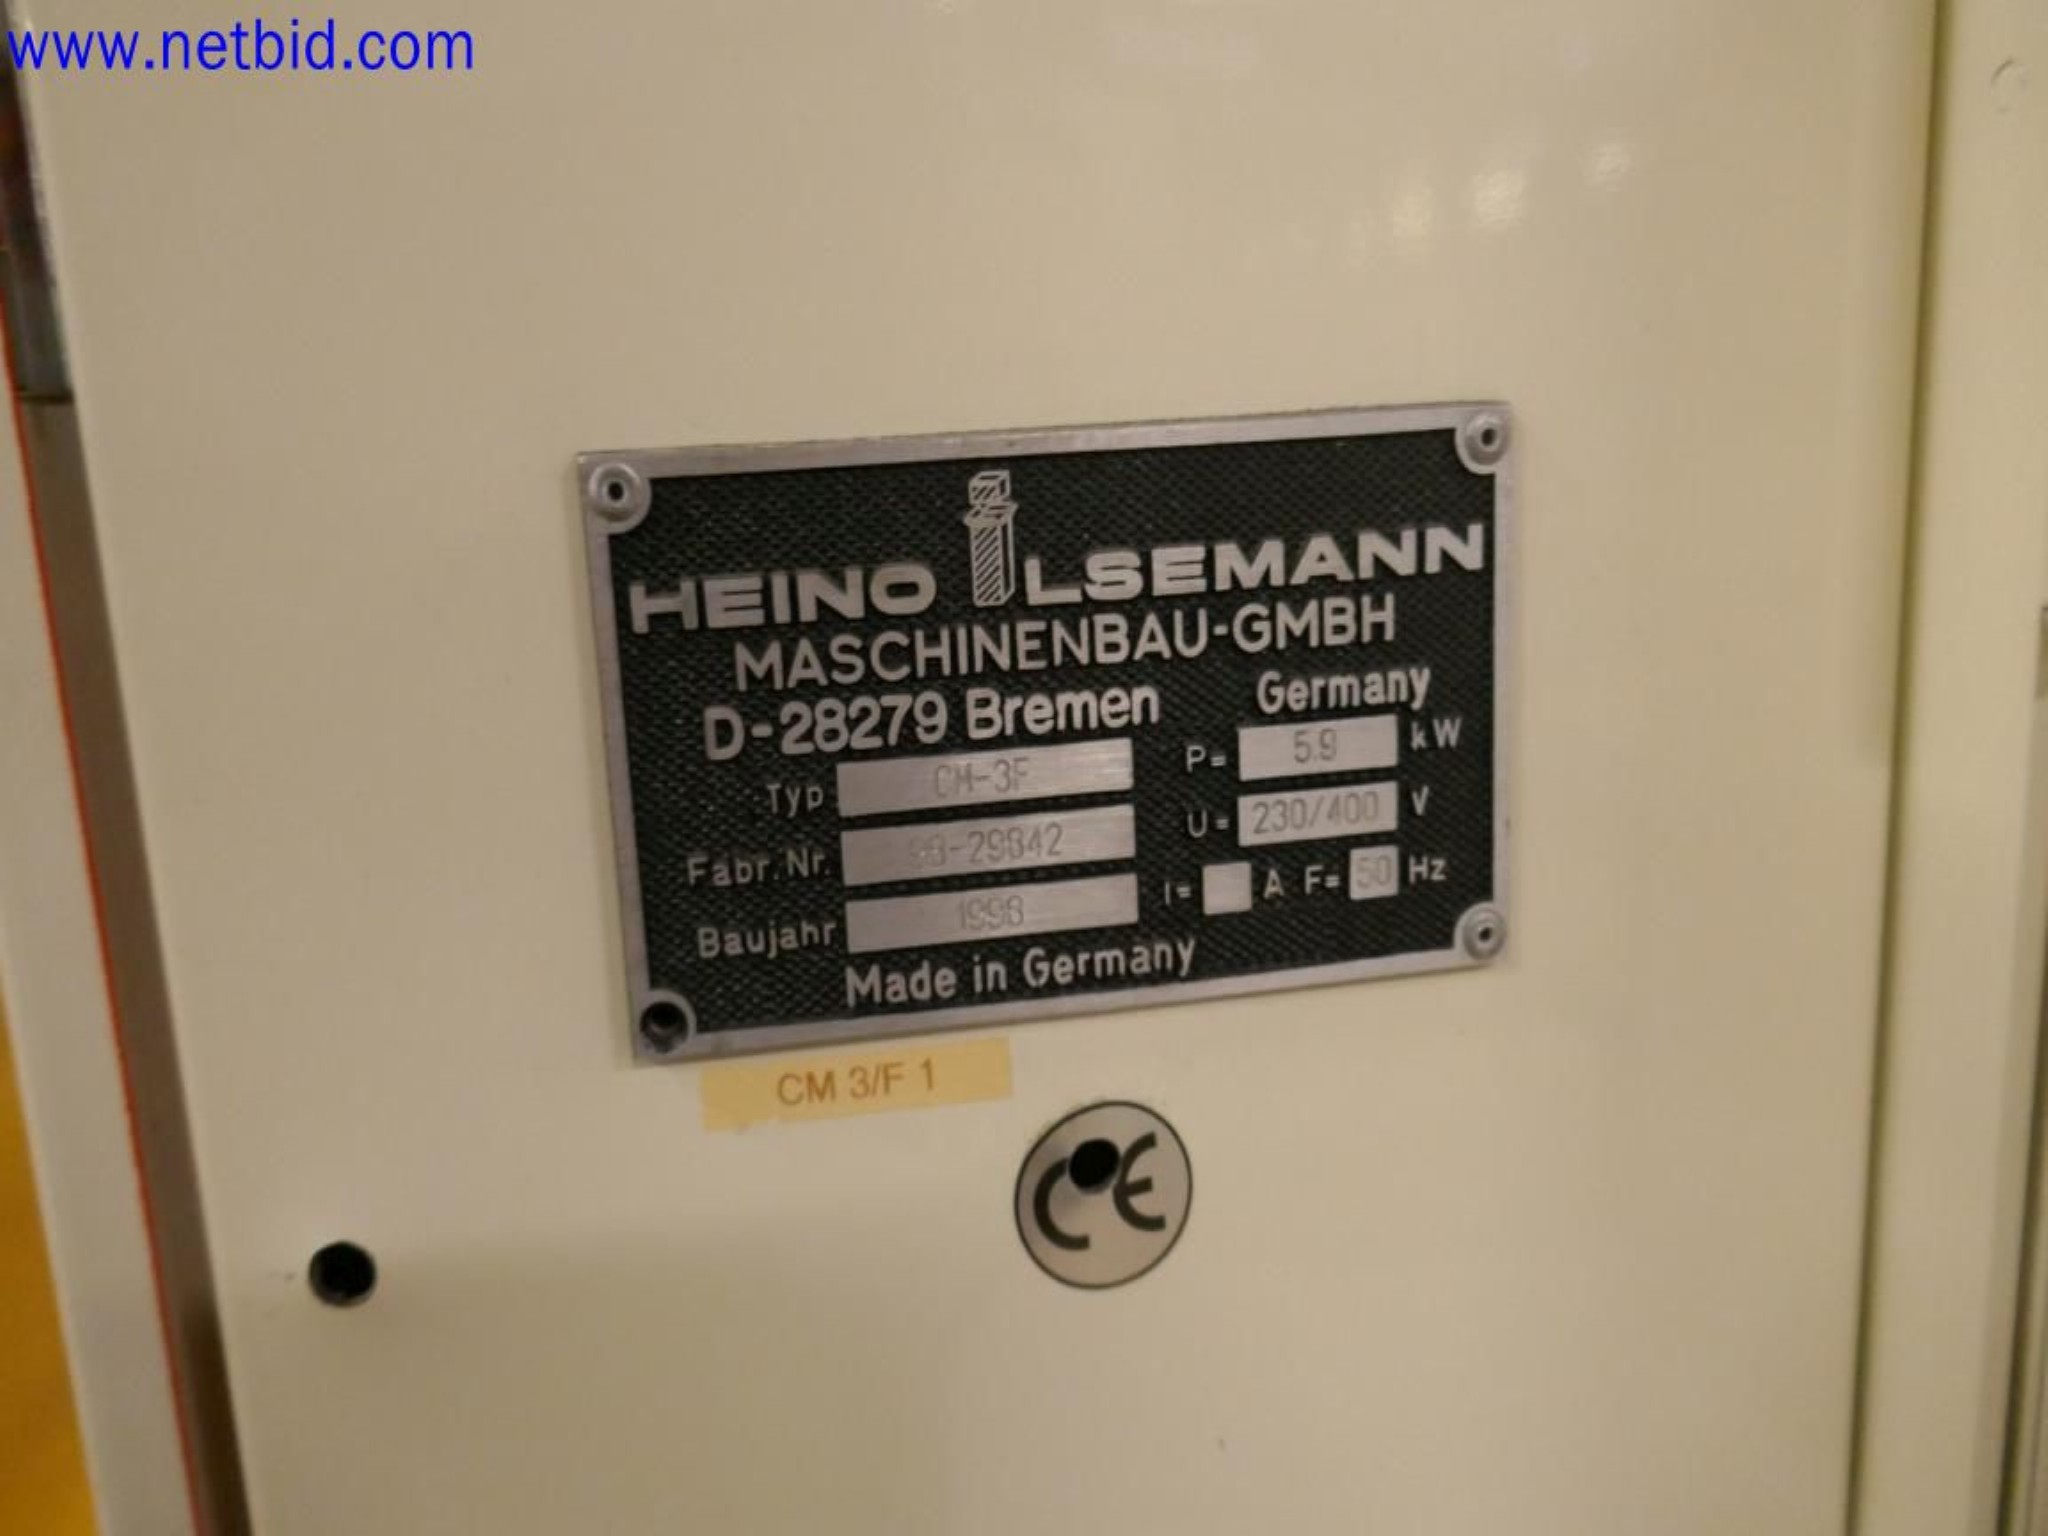 www.netbid.com
HEINO ILSEMANN
MASCHINENBAU-GMBH
D-28279 Bremen Germany
Typ CM-3F P= 5.9 kW
Fabr.Nr. U= 230/400 V
Baujahr 1998 I= A F= 50 Hz
Made in Germany
CM 3/F 1
CE